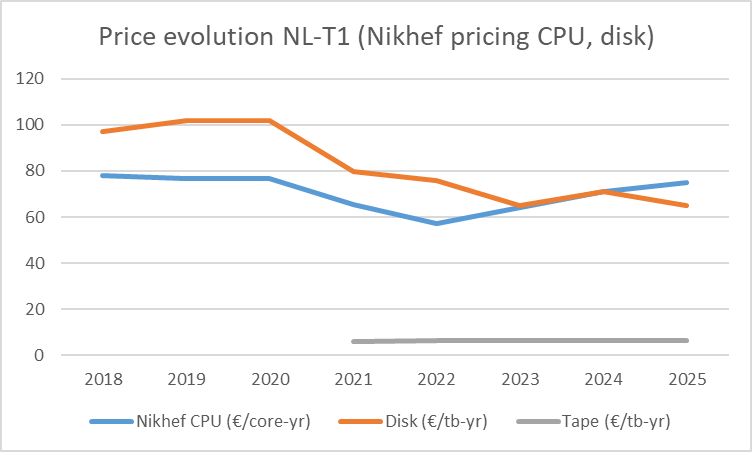 Price evolution NL-T1 (Nikhef pricing CPU, disk)
120
100
80
60
40
20
0
2018 2019 2020 2021 2022 2023 2024 2025
Nikhef CPU (€/core-yr) Disk (€/tb-yr) Tape (€/tb-yr)